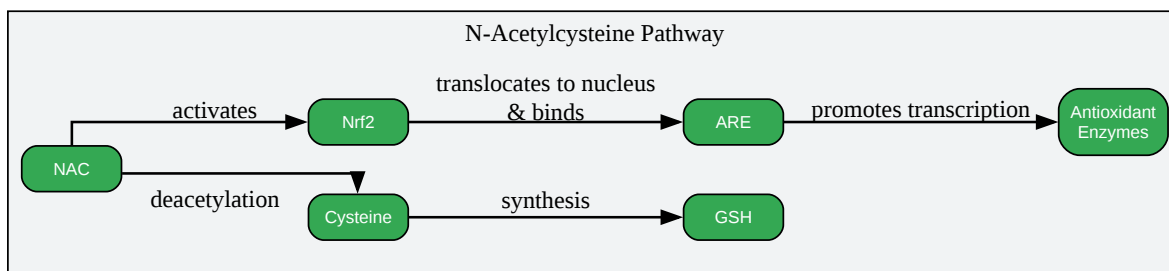 N-Acetylcysteine Pathway
activates
translocates to nucleus
& binds
promotes transcription
Nrf2
ARE
Antioxidant
Enzymes
NAC
deacetylation
Cysteine
synthesis
GSH